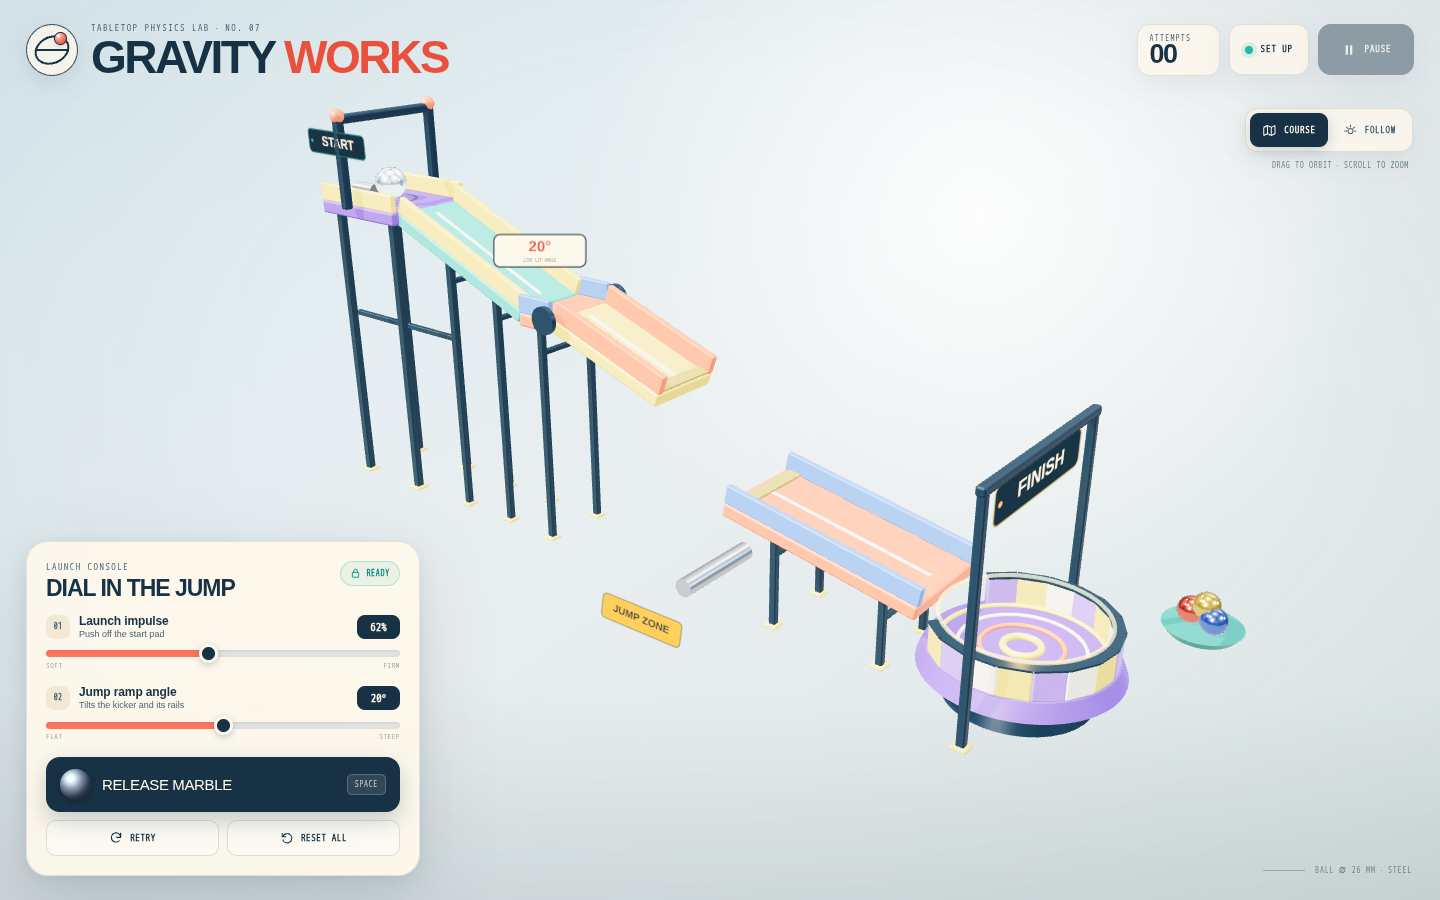 TABLETOP PHYSICS LAB · NO. 07
GRAVITY WORKS
ATTEMPTS
00
SET UP
PAUSE
COURSE
FOLLOW
DRAG TO ORBIT · SCROLL TO ZOOM
START
20°
LIVE LIP ANGLE
FINISH
JUMP ZONE
LAUNCH CONSOLE
DIAL IN THE JUMP
READY
01
Launch impulse
Push off the start pad
62%
SOFT
FIRM
02
Jump ramp angle
Tilts the kicker and its rails
20°
FLAT
STEEP
RELEASE MARBLE
SPACE
RETRY
RESET ALL
BALL Ø 26 MM · STEEL